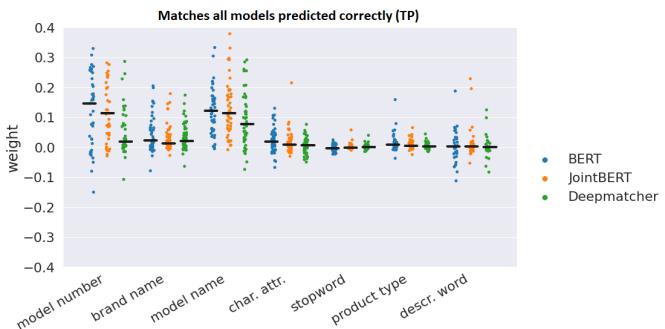 Matches all models predicted correctly (TP)
0.4
0.3
0.2
0.1
0.0
−0.1
−0.2
−0.3
−0.4
weight
model number
brand name
model name
char. attr.
stopword
product type
descr. word
BERT
JointBERT
Deepmatcher